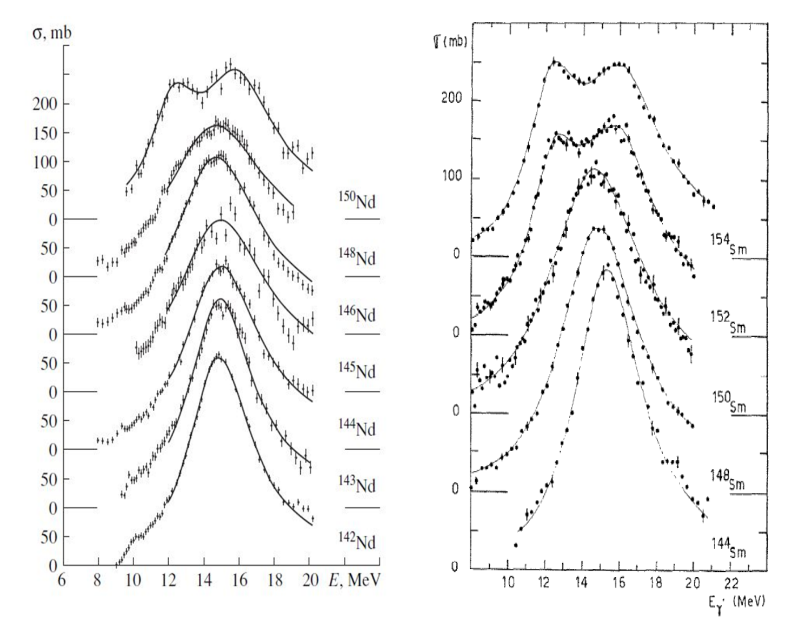 σ, mb
200
150
100
50
0
50
0
50
0
50
0
50
0
50
0
50
0
150Nd
148Nd
146Nd
145Nd
144Nd
143Nd
142Nd
6 8 10 12 14 16 18 20 E, MeV
σ (mb)
200
100
0
0
0
0
0
154Sm
152Sm
150Sm
148Sm
144Sm
10 12 14 16 18 20 22
Eγ (MeV)